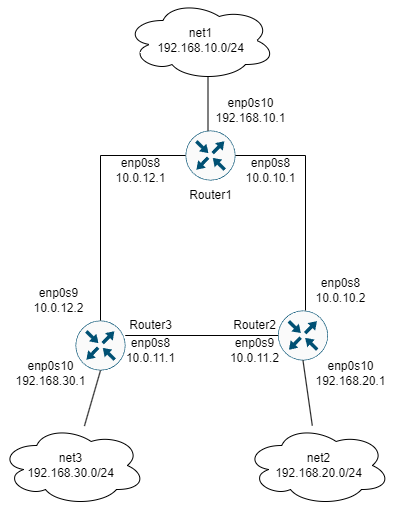 net1
192.168.10.0/24
enp0s10
192.168.10.1
enp0s8
10.0.12.1
enp0s8
10.0.10.1
Router1
enp0s9
10.0.12.2
enp0s8
10.0.10.2
Router3
enp0s8
10.0.11.1
Router2
enp0s9
10.0.11.2
enp0s10
192.168.30.1
enp0s10
192.168.20.1
net3
192.168.30.0/24
net2
192.168.20.0/24